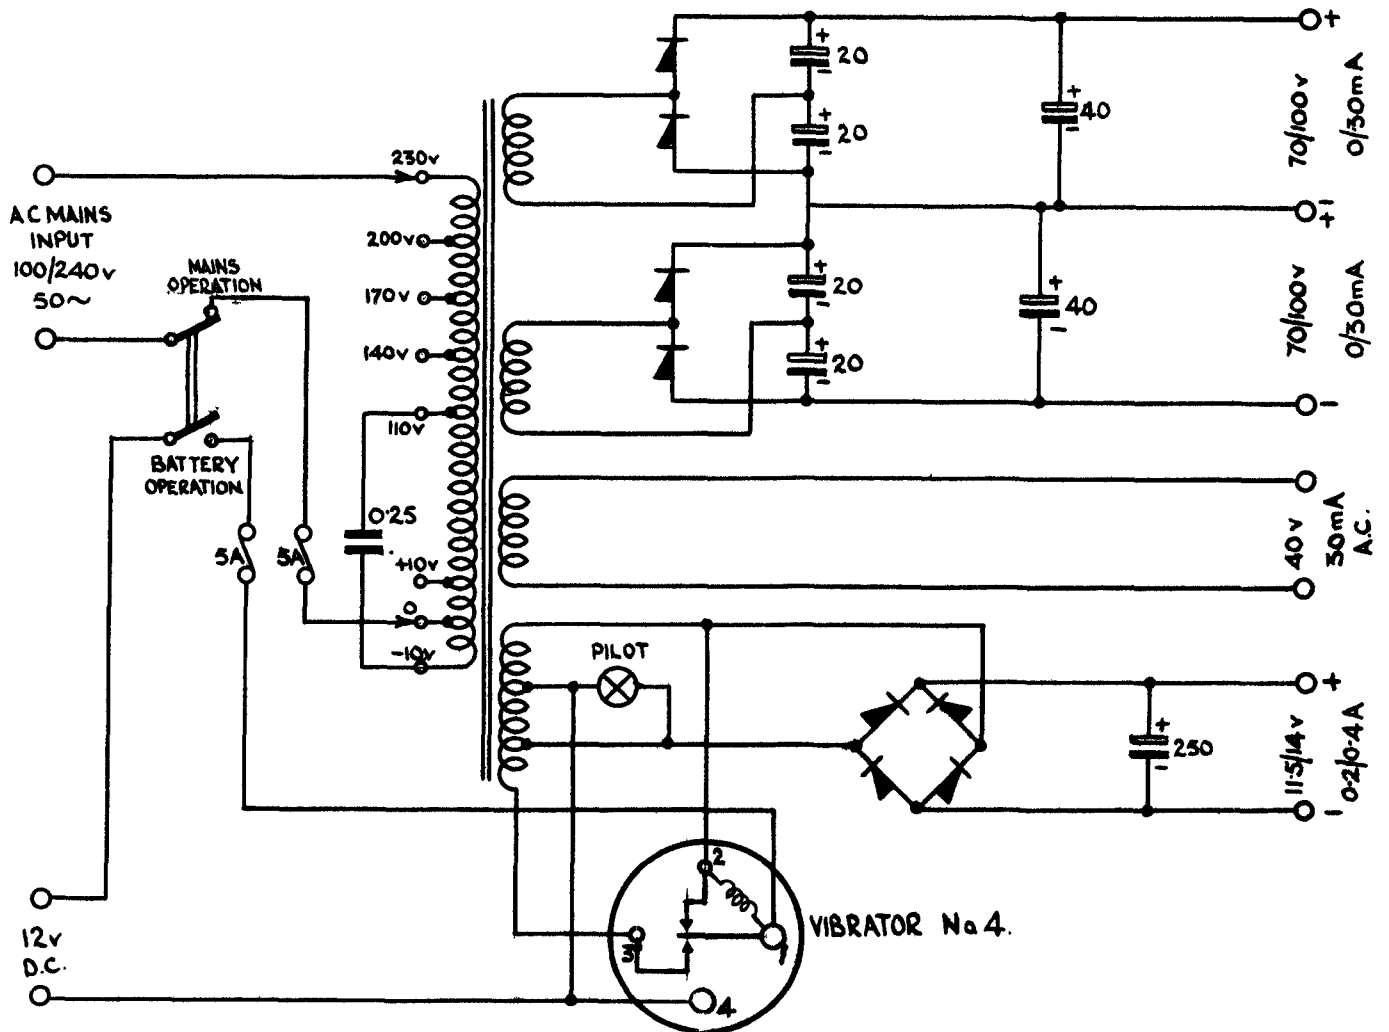 AC MAINS
INPUT
100/240v
50~
MAINS
OPERATION
BATTERY
OPERATION
5A
5A
0.25
230v
200v
170v
140v
110v
+10v
0
-10v
+
20
-
+
20
-
+
40
-
+
20
-
+
20
-
+
40
-
+
70/100v
0/30mA
-
+
70/100v
0/30mA
-
40v
30mA
A.C.
PILOT
+
250
-
+
11.5/14v
0.2/0.4A
-
12v
D.C.
2
3
1
4
VIBRATOR No 4.